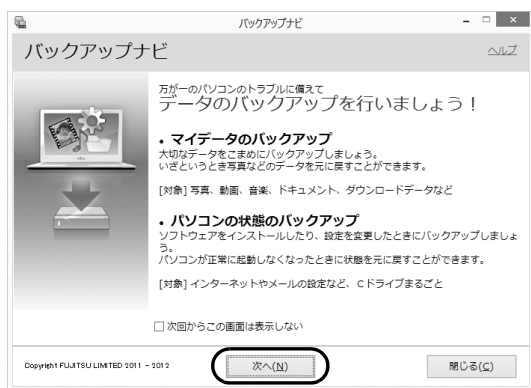 バックアップナビ
バックアップナビ
ヘルプ
万が一のパソコンのトラブルに備えて
データのバックアップを行いましょう！
・マイデータのバックアップ
大切なデータをこまめにバックアップしましょう。
いざというとき写真などのデータを元に戻すことができます。
[対象] 写真、動画、音楽、ドキュメント、ダウンロードデータなど
・パソコンの状態のバックアップ
ソフトウェアをインストールしたり、設定を変更したときにバックアップしましょ
う。
パソコンが正常に起動しなくなったときに状態を元に戻すことができます。
[対象] インターネットやメールの設定など、Ｃドライブまるごと
次回からこの画面は表示しない
Copyright FUJITSU LIMITED 2011 - 2012
次へ(N)
閉じる(C)